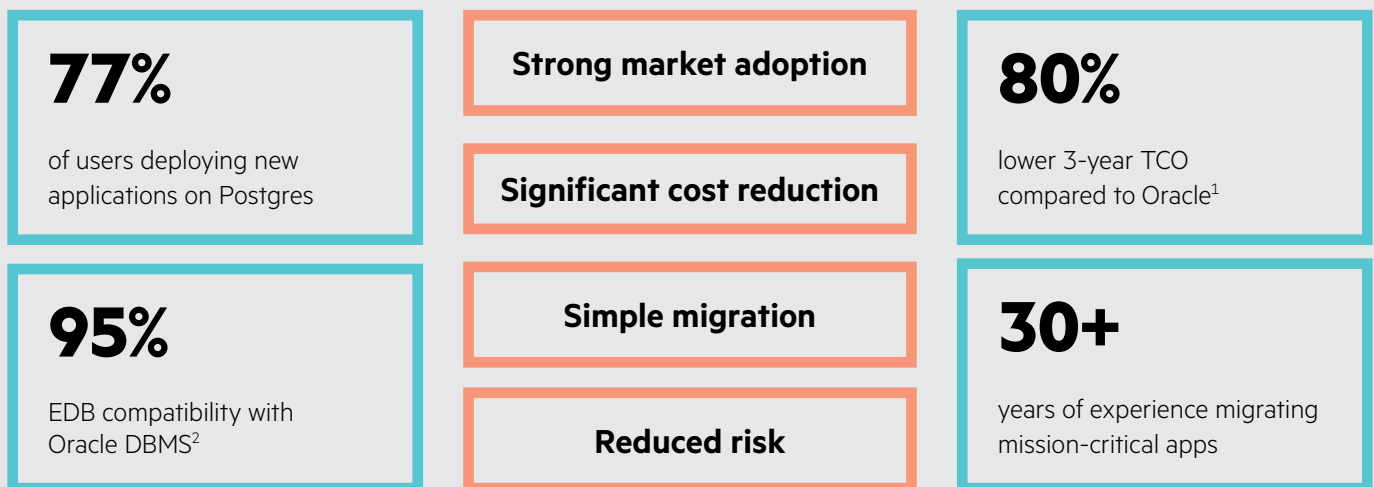 77%
of users deploying new
applications on Postgres
95%
EDB compatibility with
Oracle DBMS2
Strong market adoption
Significant cost reduction
Simple migration
Reduced risk
80%
lower 3-year TCO
compared to Oracle1
30+
years of experience migrating
mission-critical apps